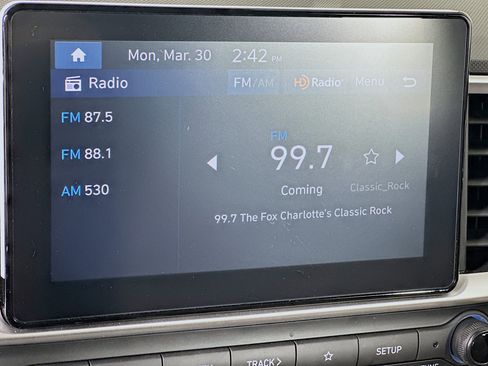 Mon, Mar. 30 2:42 PM
Radio FM/AM HD Radio Menu
FM 87.5
FM 88.1
AM 530
FM
99.7
Coming Classic_Rock
99.7 The Fox Charlotte's Classic Rock
TRACK SETUP
TUNE